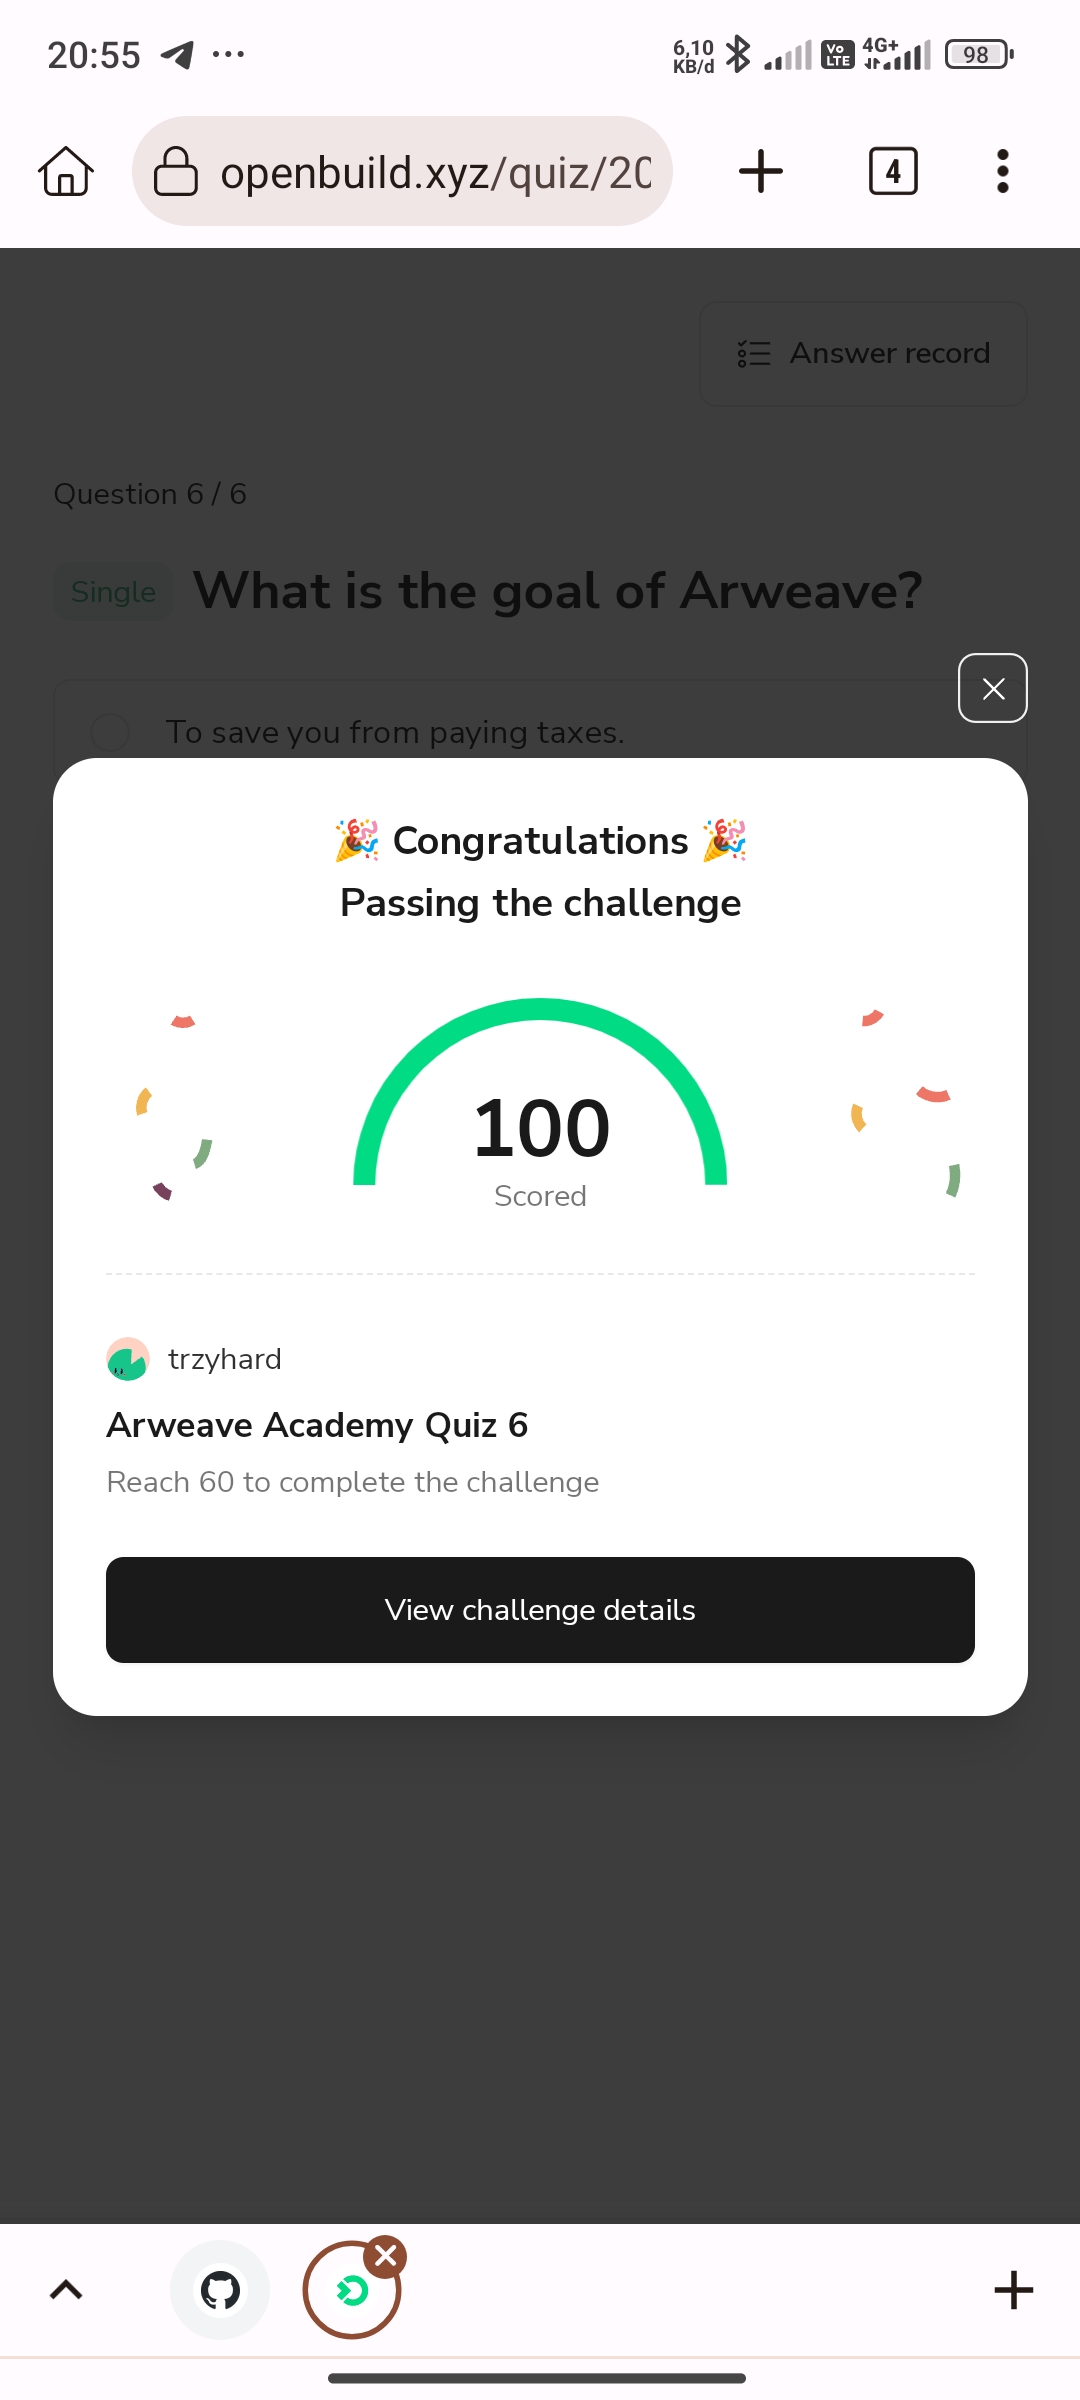 20:55
6,10
KB/d
Vo
LTE
4G+
98
openbuild.xyz/quiz/20
4
Answer record
Question 6 / 6
Single
What is the goal of Arweave?
To save you from paying taxes.
🎉 Congratulations 🎉
Passing the challenge
100
Scored
trzyhard
Arweave Academy Quiz 6
Reach 60 to complete the challenge
View challenge details